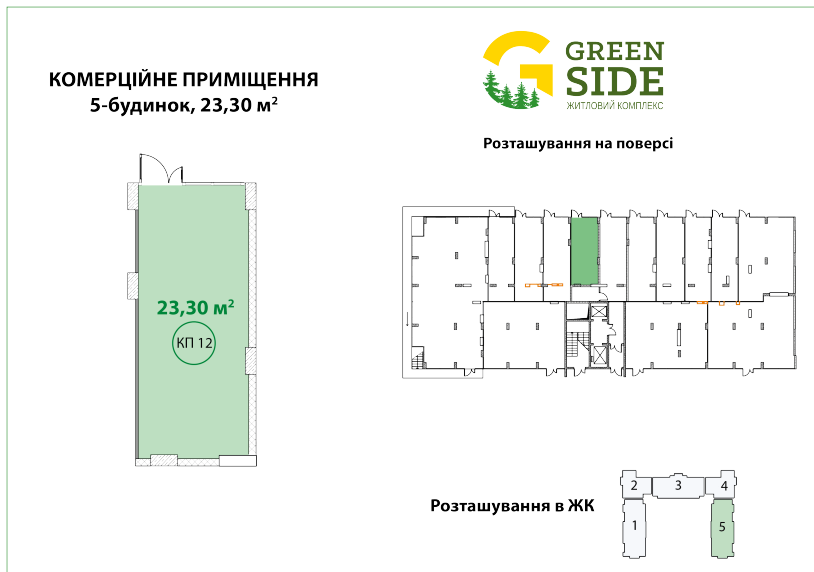 КОМЕРЦІЙНЕ ПРИМІЩЕННЯ
5-будинок, 23,30 м²
GREEN
SIDE
ЖИТЛОВИЙ КОМПЛЕКС
Розташування на поверсі
23,30 м²
КП 12
Розташування в ЖК
2
3
4
1
5